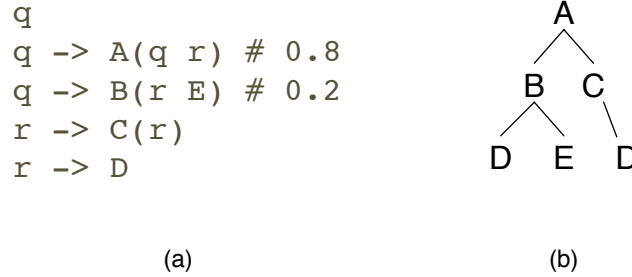 q
q -> A(q r) # 0.8
q -> B(r E) # 0.2
r -> C(r)
r -> D
(a)
A
B C
D E D
(b)